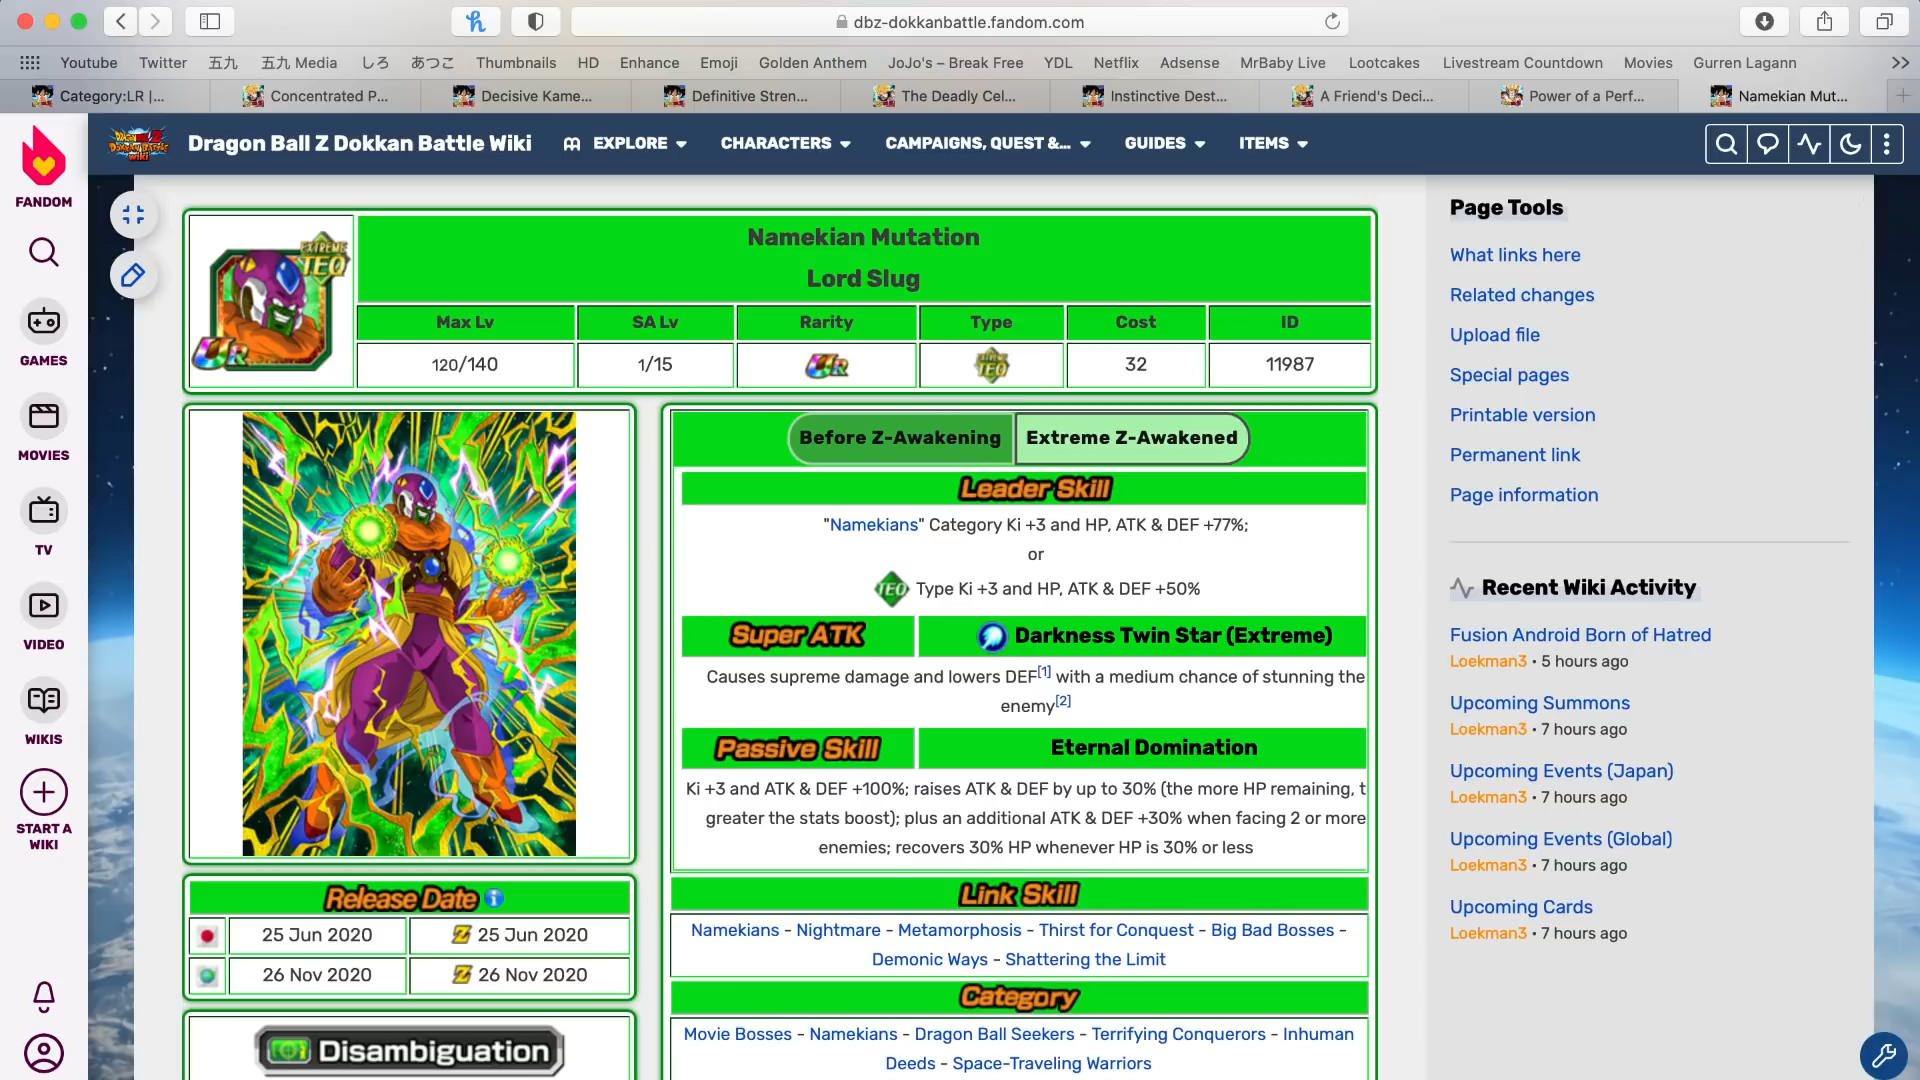 dbz-dokkanbattle.fandom.com
Youtube Twitter 五九 五九 Media しろ あつこ Thumbnails HD Enhance Emoji Golden Anthem JoJo's – Break Free YDL Netflix Adsense MrBaby Live Lootcakes Livestream Countdown Movies Gurren Lagann
Category:LR |... Concentrated P... Decisive Kame... Definitive Stren... The Deadly Cel... Instinctive Dest... A Friend's Deci... Power of a Perf... Namekian Mut...
Dragon Ball Z Dokkan Battle Wiki EXPLORE CHARACTERS CAMPAIGNS, QUEST &... GUIDES ITEMS
FANDOM
GAMES
MOVIES
TV
VIDEO
WIKIS
START A
WIKI
EXTREME
TEQ
UR
Namekian Mutation
Lord Slug
Max Lv SA Lv Rarity Type Cost ID
120/140 1/15 UR EXTREME TEQ 32 11987
Before Z-Awakening Extreme Z-Awakened
Leader Skill
"Namekians" Category Ki +3 and HP, ATK & DEF +77%;
or
TEQ Type Ki +3 and HP, ATK & DEF +50%
Super ATK Darkness Twin Star (Extreme)
Causes supreme damage and lowers DEF[1] with a medium chance of stunning the
enemy[2]
Passive Skill Eternal Domination
Ki +3 and ATK & DEF +100%; raises ATK & DEF by up to 30% (the more HP remaining, t
greater the stats boost); plus an additional ATK & DEF +30% when facing 2 or more
enemies; recovers 30% HP whenever HP is 30% or less
Link Skill
Namekians - Nightmare - Metamorphosis - Thirst for Conquest - Big Bad Bosses -
Demonic Ways - Shattering the Limit
Category
Movie Bosses - Namekians - Dragon Ball Seekers - Terrifying Conquerors - Inhuman
Deeds - Space-Traveling Warriors
Release Date
25 Jun 2020 Z 25 Jun 2020
26 Nov 2020 Z 26 Nov 2020
Disambiguation
Page Tools
What links here
Related changes
Upload file
Special pages
Printable version
Permanent link
Page information
Recent Wiki Activity
Fusion Android Born of Hatred
Loekman3 • 5 hours ago
Upcoming Summons
Loekman3 • 7 hours ago
Upcoming Events (Japan)
Loekman3 • 7 hours ago
Upcoming Events (Global)
Loekman3 • 7 hours ago
Upcoming Cards
Loekman3 • 7 hours ago